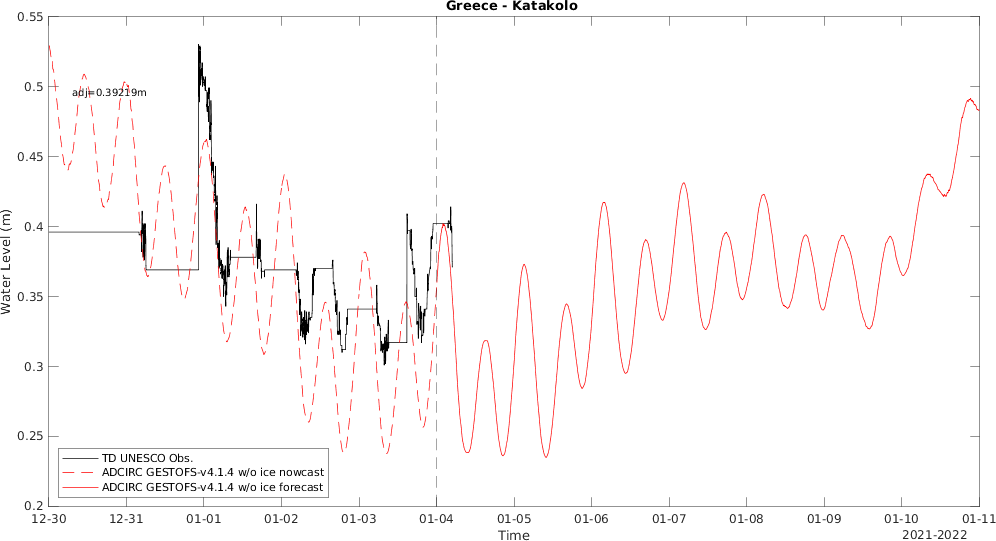 Greece - Katakolo
0.55
0.5
0.45
0.4
0.35
0.3
0.25
0.2
Water Level (m)
adj=0.39219m
TD UNESCO Obs.
ADCIRC GESTOFS-v4.1.4 w/o ice nowcast
ADCIRC GESTOFS-v4.1.4 w/o ice forecast
12-30 12-31 01-01 01-02 01-03 01-04 01-05 01-06 01-07 01-08 01-09 01-10 01-11
Time
2021-2022